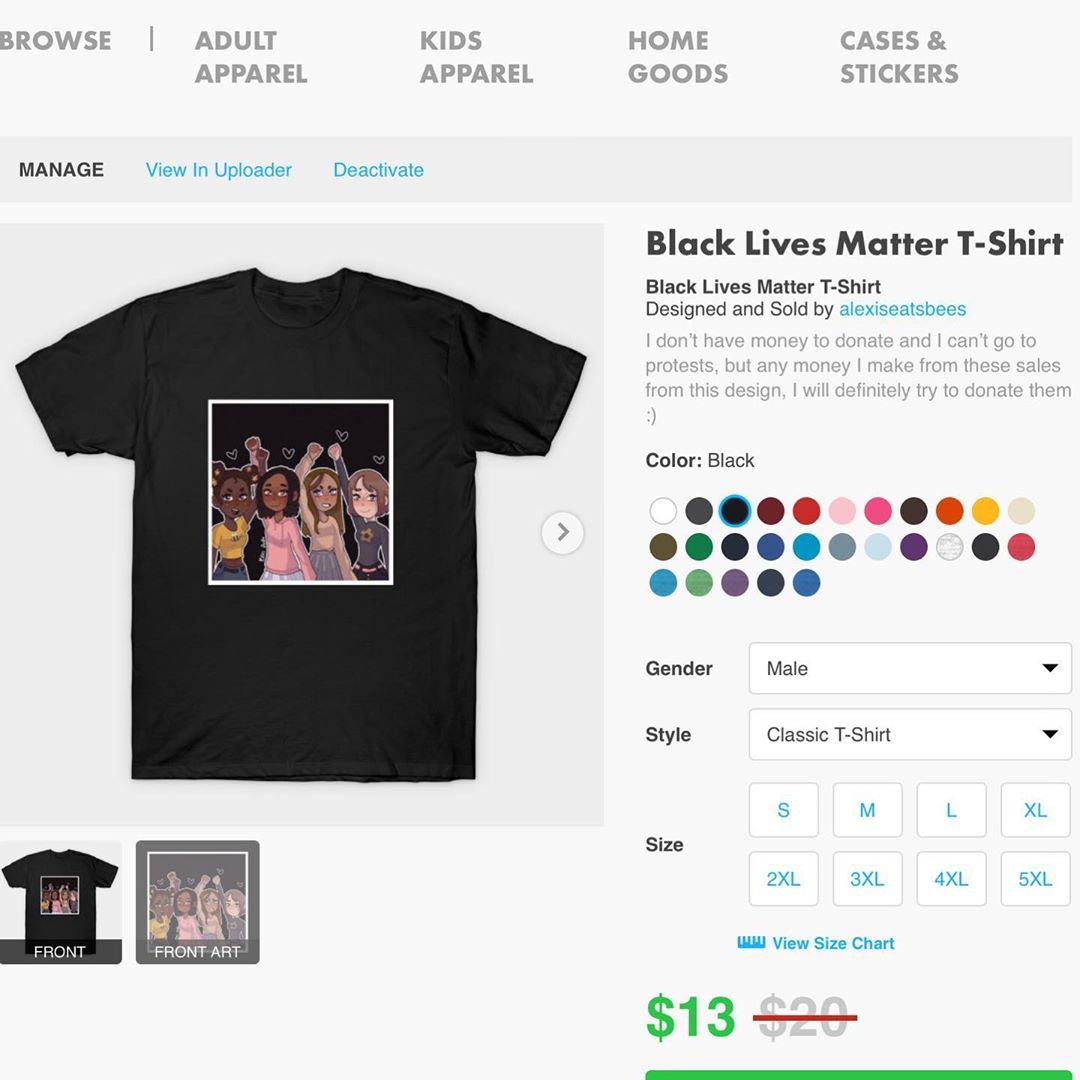 BROWSE | ADULT APPAREL KIDS APPAREL HOME GOODS CASES & STICKERS
MANAGE View In Uploader Deactivate
Black Lives Matter T-Shirt
Black Lives Matter T-Shirt
Designed and Sold by alexiseatsbees
I don’t have money to donate and I can’t go to
protests, but any money I make from these sales
from this design, I will definitely try to donate them
:)
Color: Black
Gender Male
Style Classic T-Shirt
Size
S M L XL
2XL 3XL 4XL 5XL
View Size Chart
$13 $20
FRONT
FRONT ART